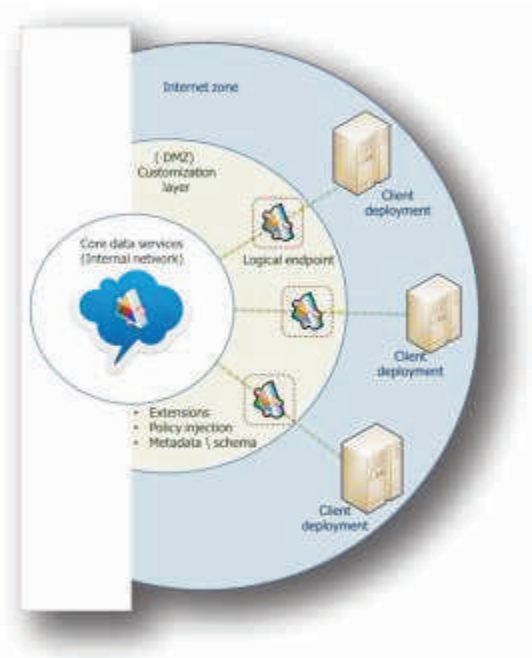 Internet zone
(-DMZ)
Customization
layer
Client
deployment
Core data services
(Internal network)
Logical endpoint
Client
deployment
• Extensions
• Policy injection
• Metadata \ schema
Client
deployment